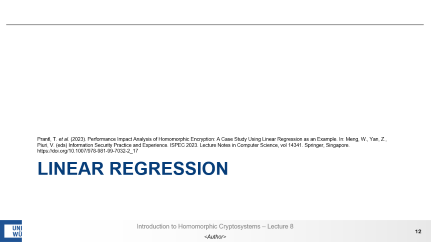 Prantl, T. et al. (2023). Performance Impact Analysis of Homomorphic Encryption: A Case Study Using Linear Regression as an Example. In: Meng, W., Yan, Z.,
Piuri, V. (eds) Information Security Practice and Experience. ISPEC 2023. Lecture Notes in Computer Science, vol 14341. Springer, Singapore.
https://doi.org/10.1007/978-981-99-7032-2_17
LINEAR REGRESSION
UNI
WÜ
Introduction to Homomorphic Cryptosystems – Lecture 8
<Author>
12